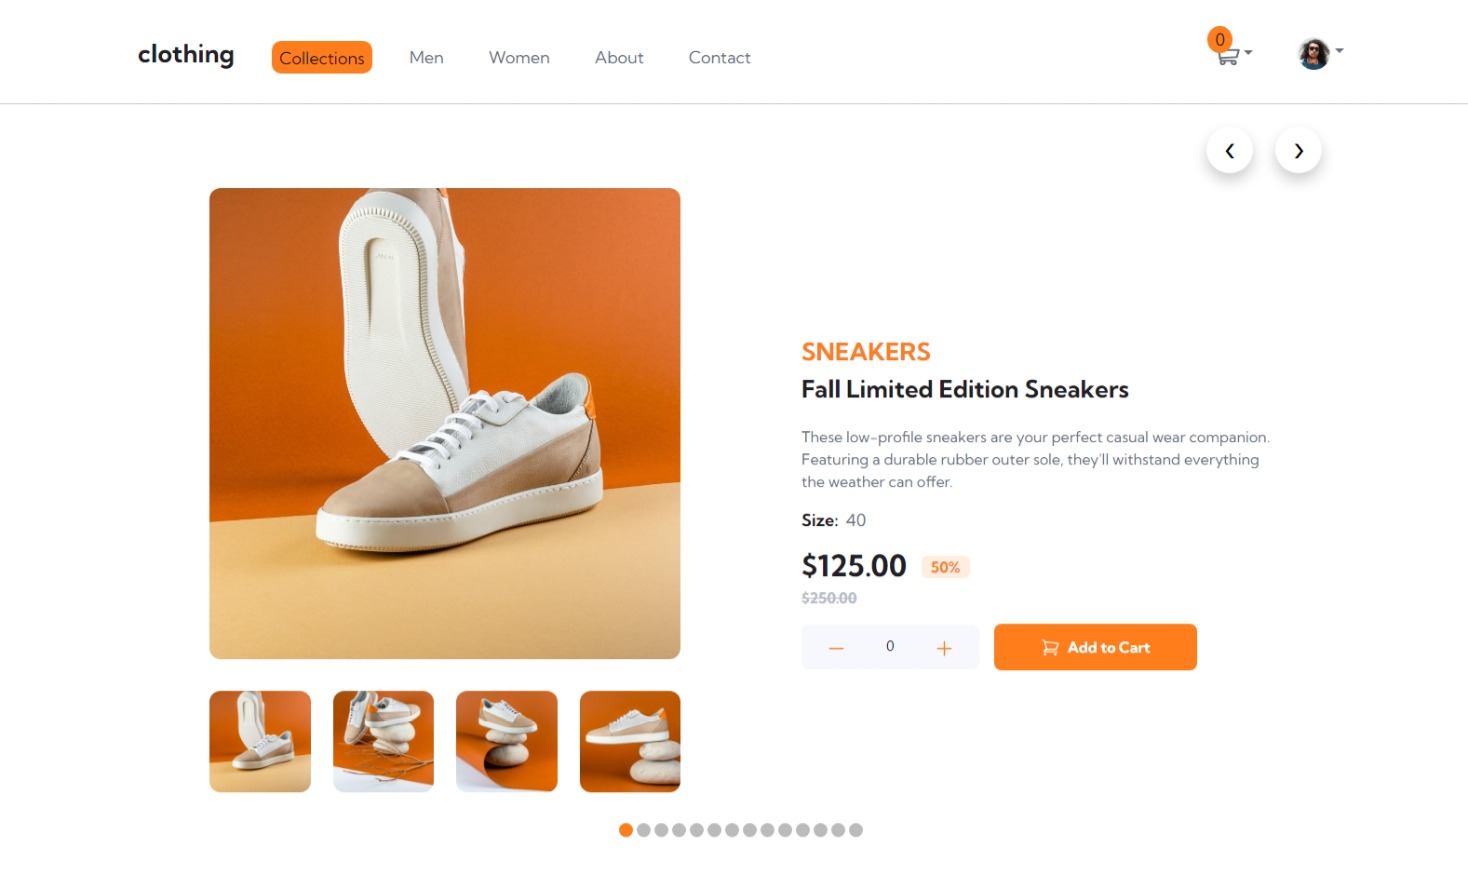 clothing
Collections
Men
Women
About
Contact
0
SNEAKERS
Fall Limited Edition Sneakers
These low-profile sneakers are your perfect casual wear companion.
Featuring a durable rubber outer sole, they'll withstand everything
the weather can offer.
Size: 40
$125.00 50%
$250.00
0
Add to Cart